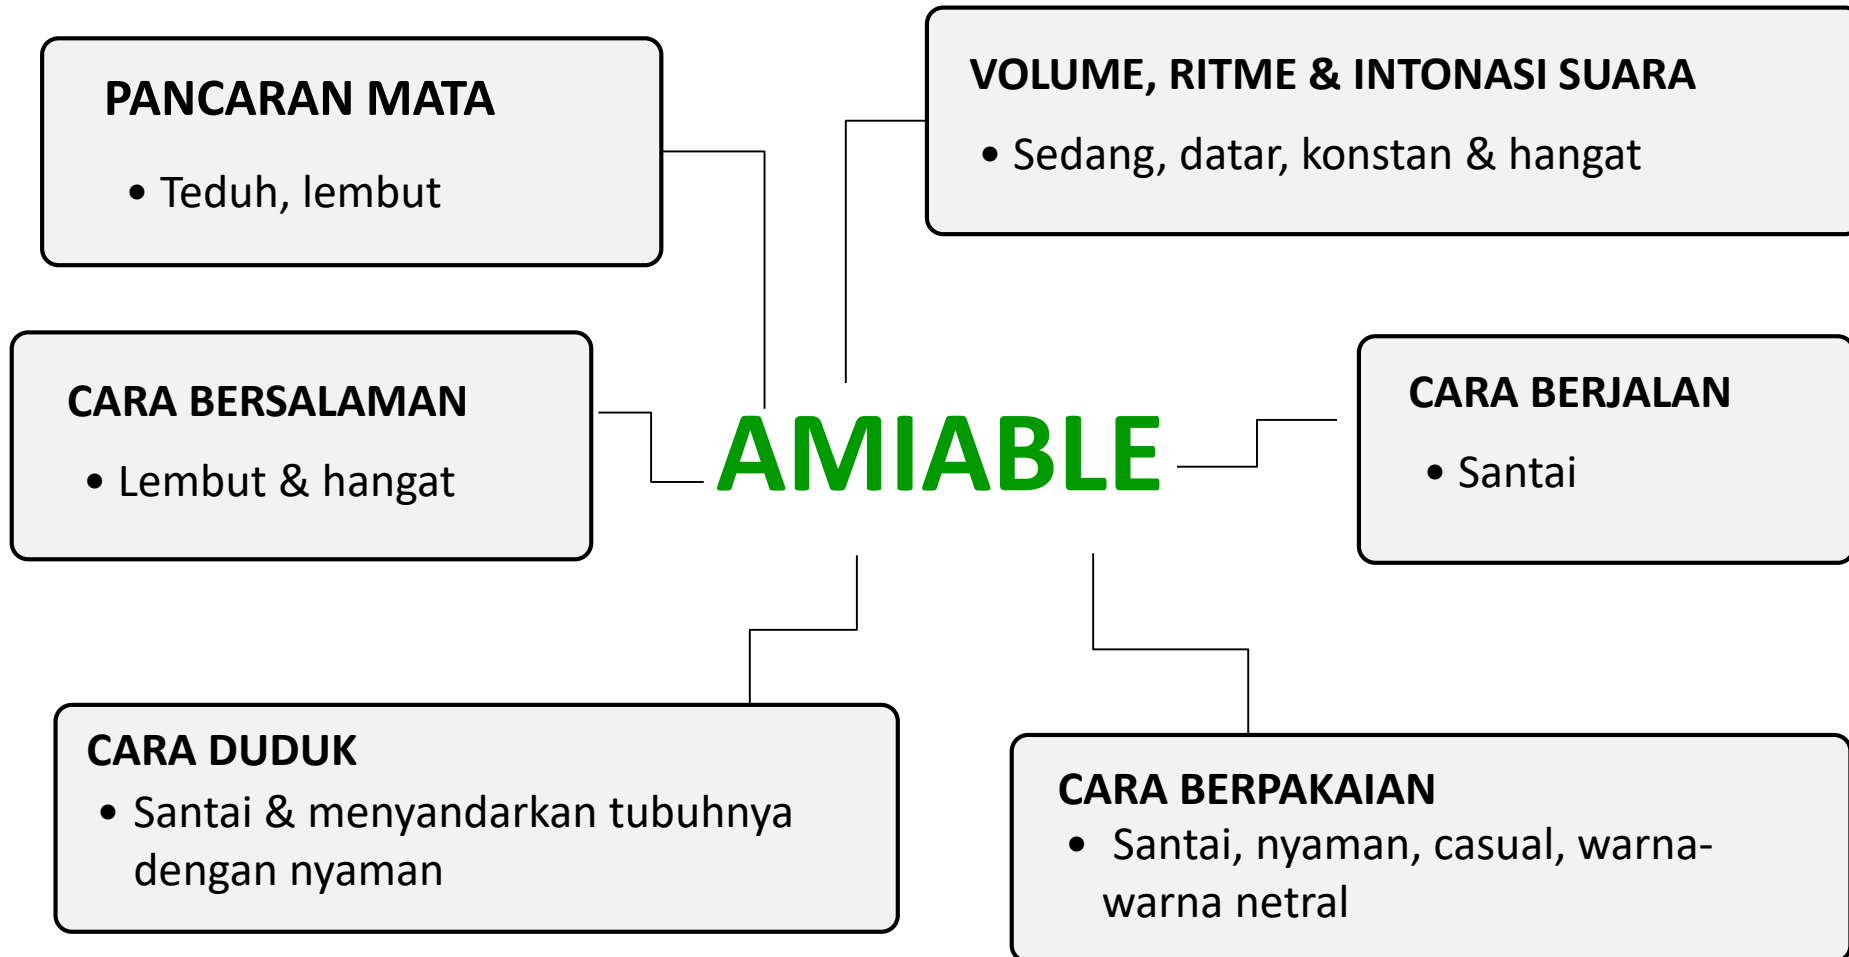 PANCARAN MATA
• Teduh, lembut
VOLUME, RITME & INTONASI SUARA
• Sedang, datar, konstan & hangat
CARA BERSALAMAN
• Lembut & hangat
AMIABLE
CARA BERJALAN
• Santai
CARA DUDUK
• Santai & menyandarkan tubuhnya
dengan nyaman
CARA BERPAKAIAN
• Santai, nyaman, casual, warna-
warna netral